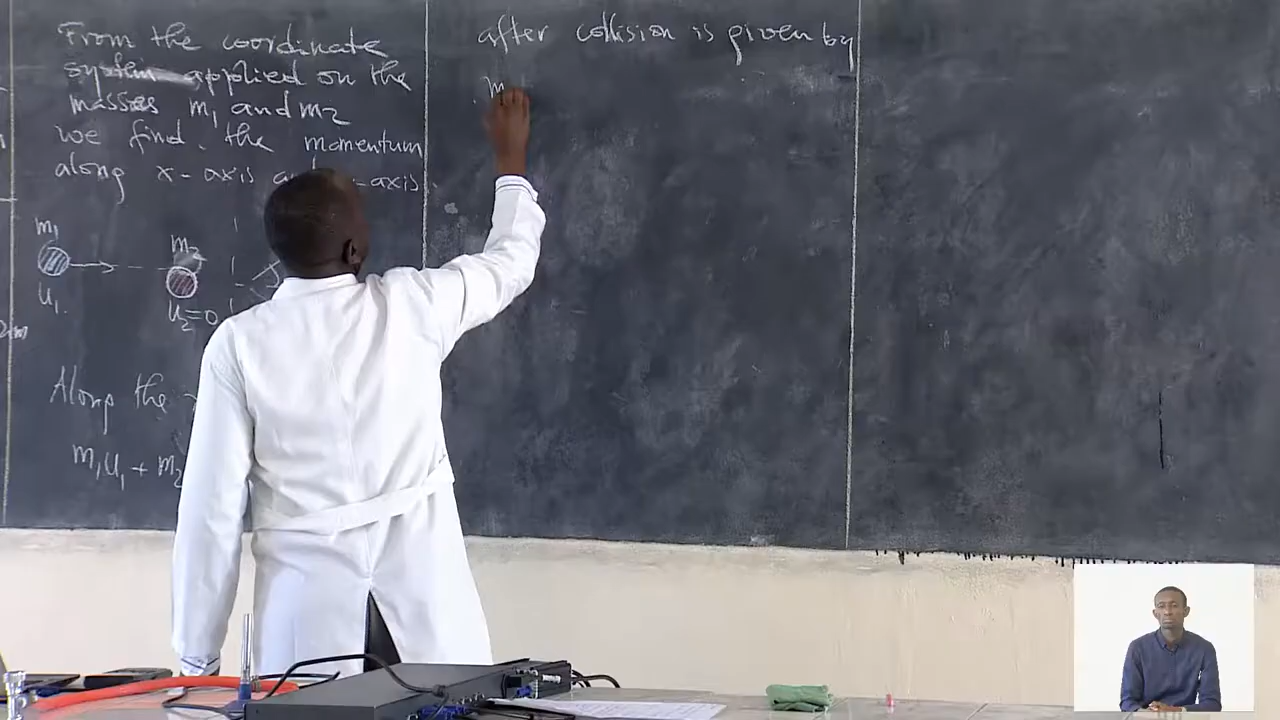 From the coordinate
system applied on the
masses m₁ and m₂
we find the momentum
along x-axis -axis
m₁
m₂
u₁
u₂=0
Along the
m₁u₁ + m₂
after collision is given by
m